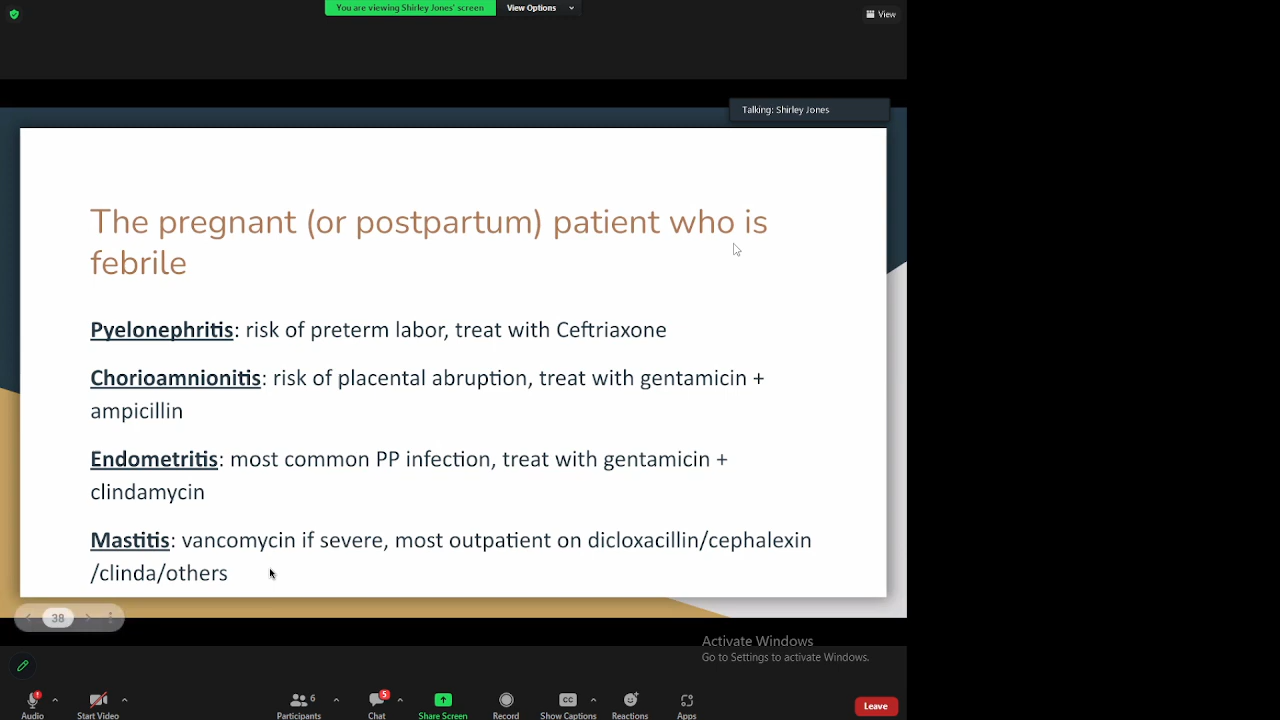 You are viewing Shirley Jones' screen
View Options
View
Talking: Shirley Jones
The pregnant (or postpartum) patient who is
febrile
Pyelonephritis: risk of preterm labor, treat with Ceftriaxone
Chorioamnionitis: risk of placental abruption, treat with gentamicin +
ampicillin
Endometritis: most common PP infection, treat with gentamicin +
clindamycin
Mastitis: vancomycin if severe, most outpatient on dicloxacillin/cephalexin
/clinda/others
38
Activate Windows
Go to Settings to activate Windows.
6
5
Audio
Start Video
Participants
Chat
Share Screen
Record
Show Captions
Reactions
Apps
Leave